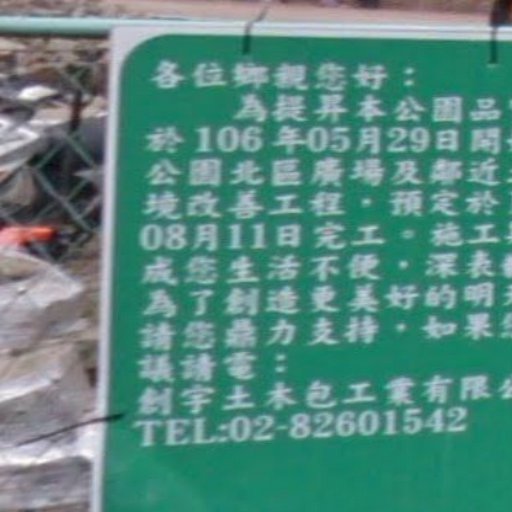 各位鄉親您好：
為提昇本公園品
於106年05月29日開
公園北區廣場及鄰近
境改善工程，預定於
08月11日完工。施工
成您生活不便，深表
為了創造更美好的明
請您鼎力支持，如果
議請電：
創宇土木包工業有限公
TEL:02-82601542